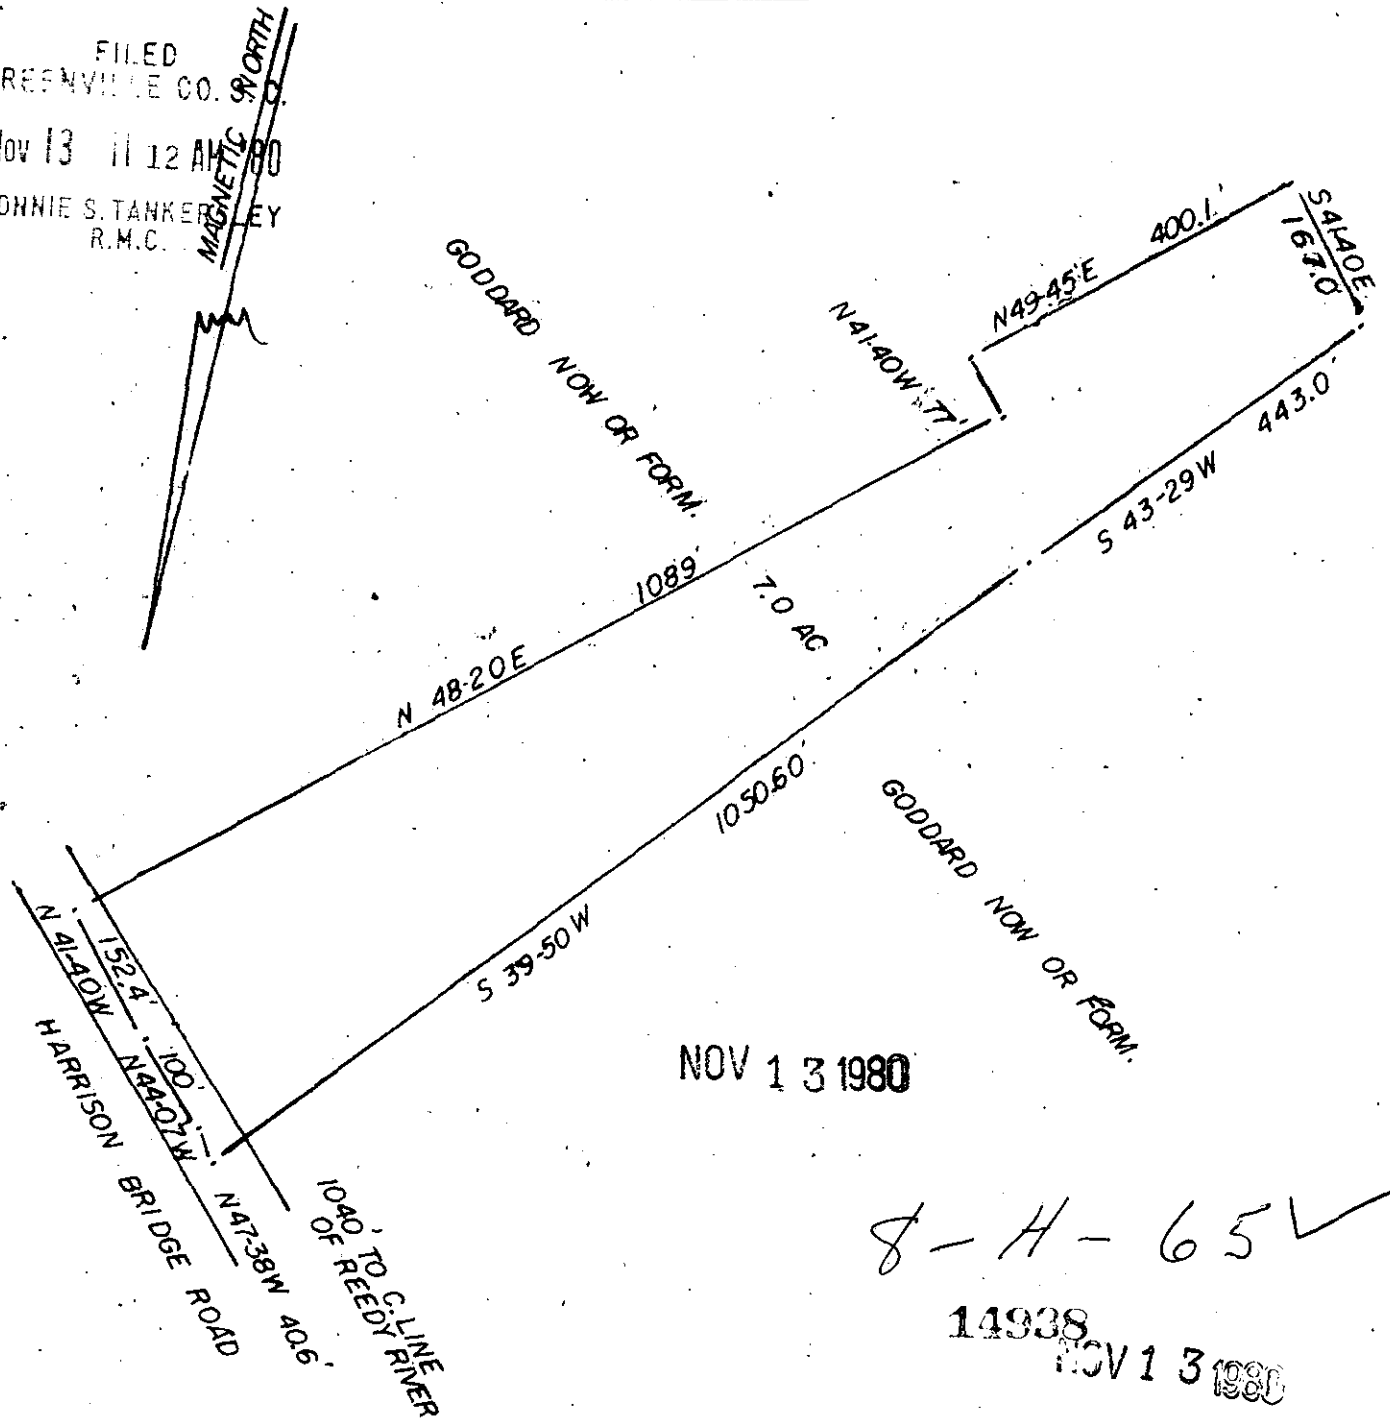 FILED
REENVILLE CO. S.C.
Nov 13 11 12 AM '80
ONNIE S. TANKERSLEY
R.M.C.
MAGNETIC NORTH
GODDARD NOW OR FORM.
N41-40W 77'
N49-45'E 400.1'
S41-40E
167.0
S 43-29W 443.0'
N 48-20E 1089'
7.0 AC
S 39-50W 1050.60'
GODDARD NOW OR FORM.
N 41-40W 152.4'
N44-07W 100'
N47-38W 40.6'
HARRISON BRIDGE ROAD
1040' TO C. LINE
OF REEDY RIVER
NOV 13 1980
8-H-65
14938
NOV 13 1980